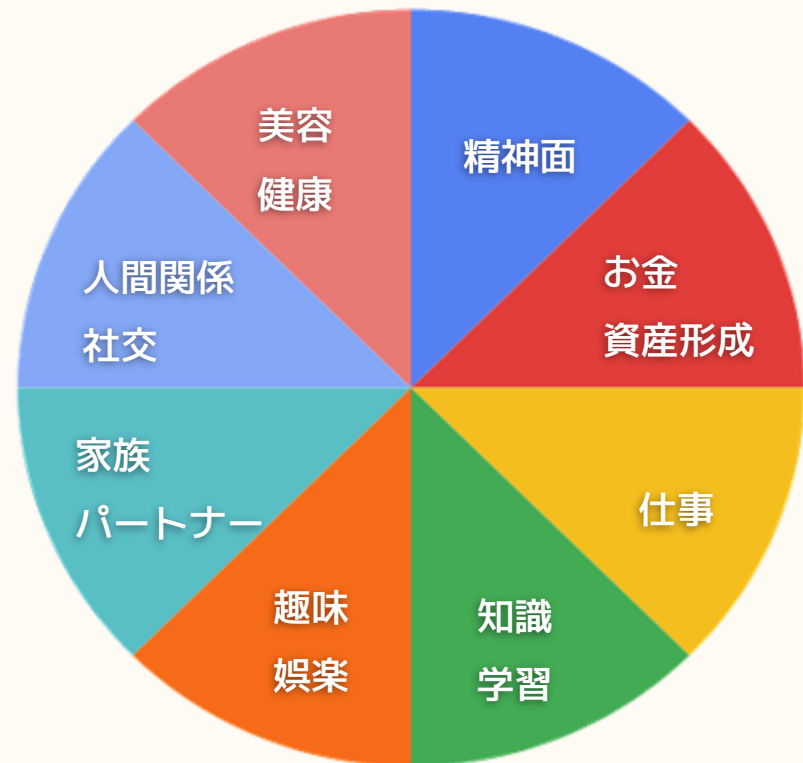 精神面
お金
資産形成
仕事
知識
学習
趣味
娯楽
家族
パートナー
人間関係
社交
美容
健康